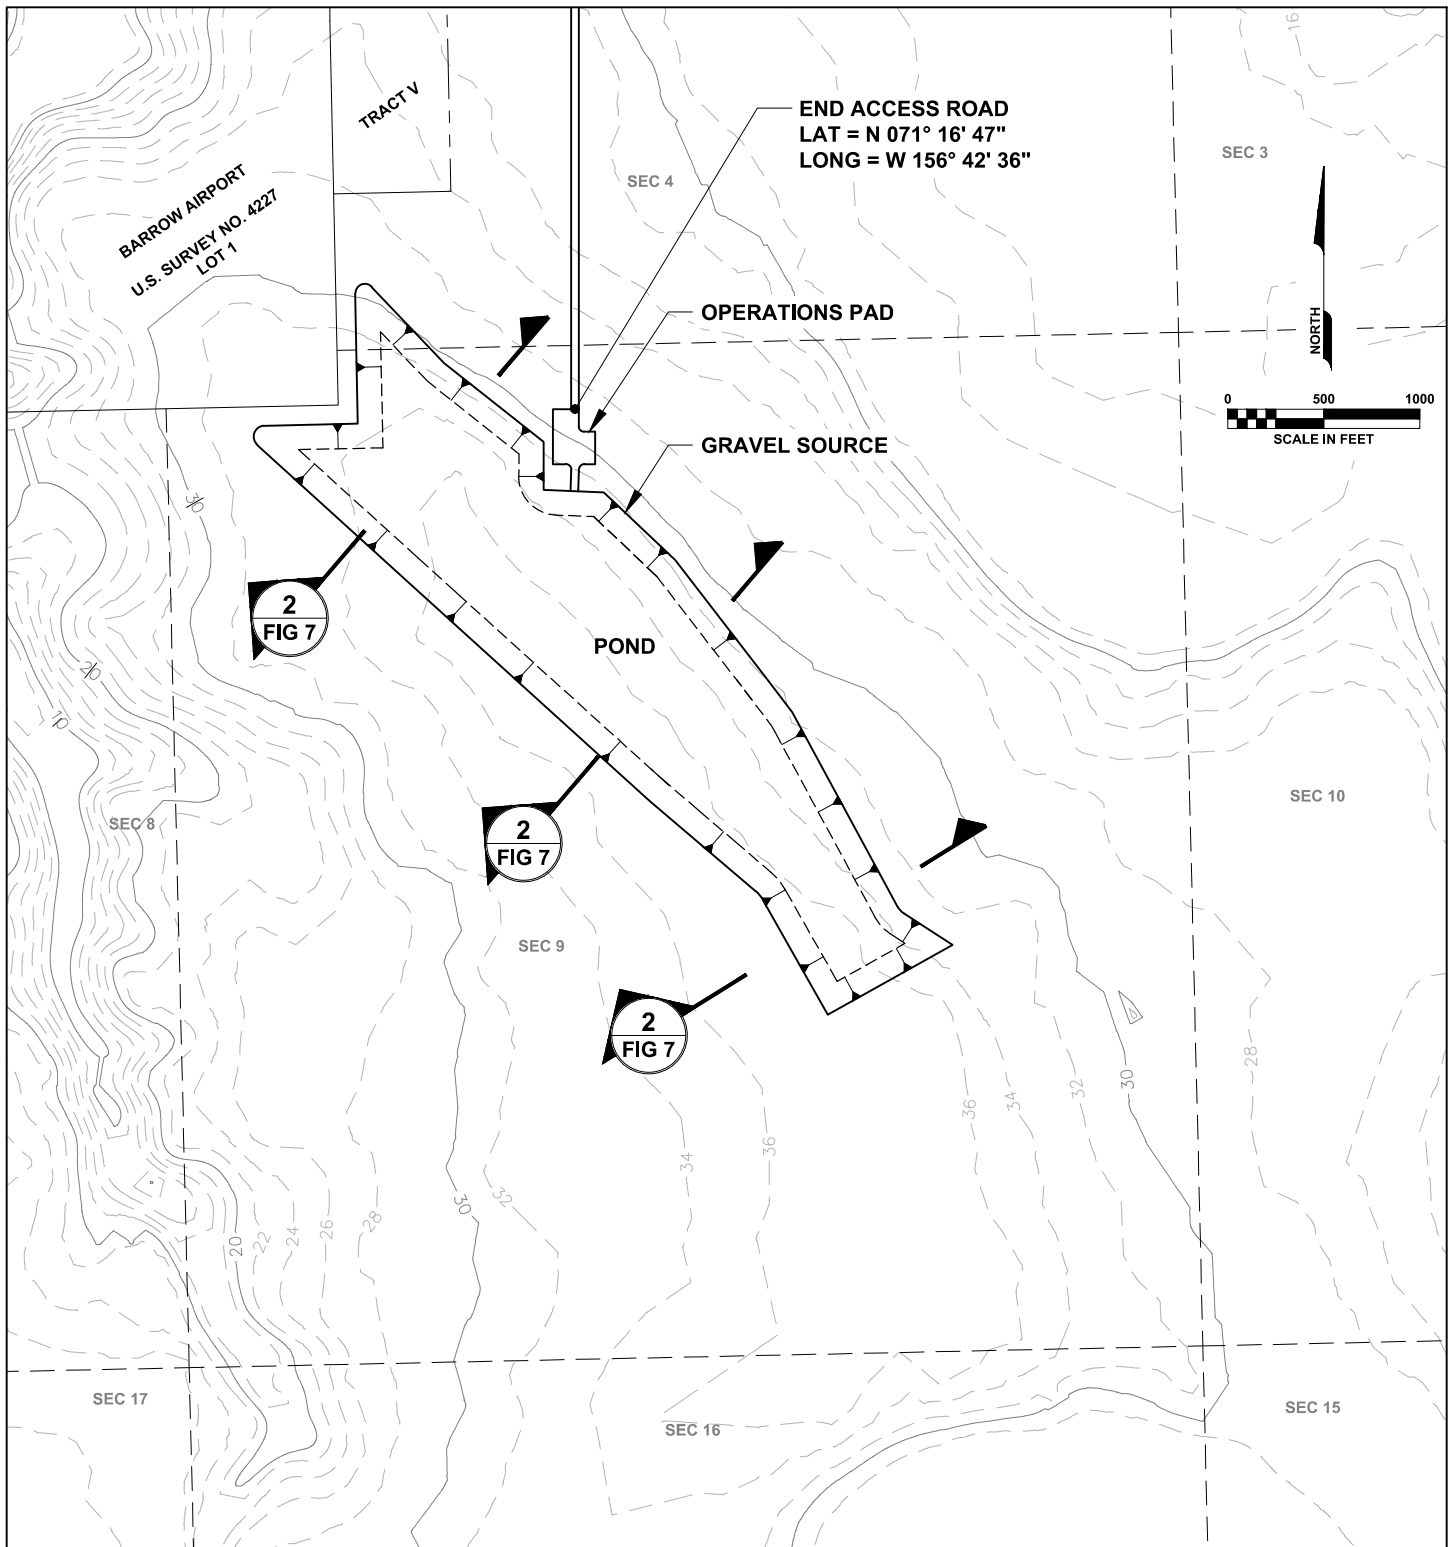 16
END ACCESS ROAD
LAT = N 071° 16' 47"
LONG = W 156° 42' 36"
TRACT V
SEC 3
SEC 4
BARROW AIRPORT
U.S. SURVEY NO. 4227
LOT 1
OPERATIONS PAD
NORTH
0 500 1000
SCALE IN FEET
GRAVEL SOURCE
30
2
FIG 7
POND
20
10
SEC 10
SEC 8
2
FIG 7
SEC 9
2
FIG 7
28
30
32
34
36
36
34
32
30
28
26
24
22
20
SEC 17
SEC 16
SEC 15